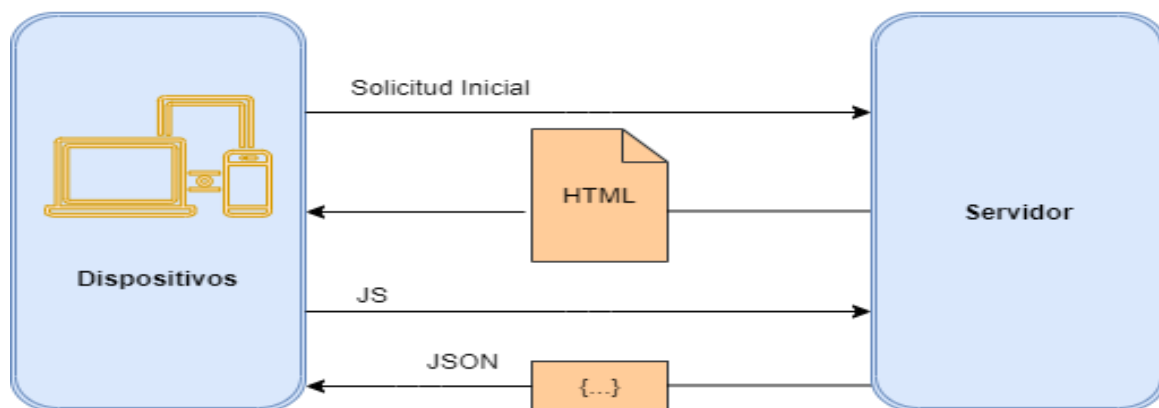 Solicitud Inicial
HTML
Servidor
Dispositivos
JS
JSON
{...}